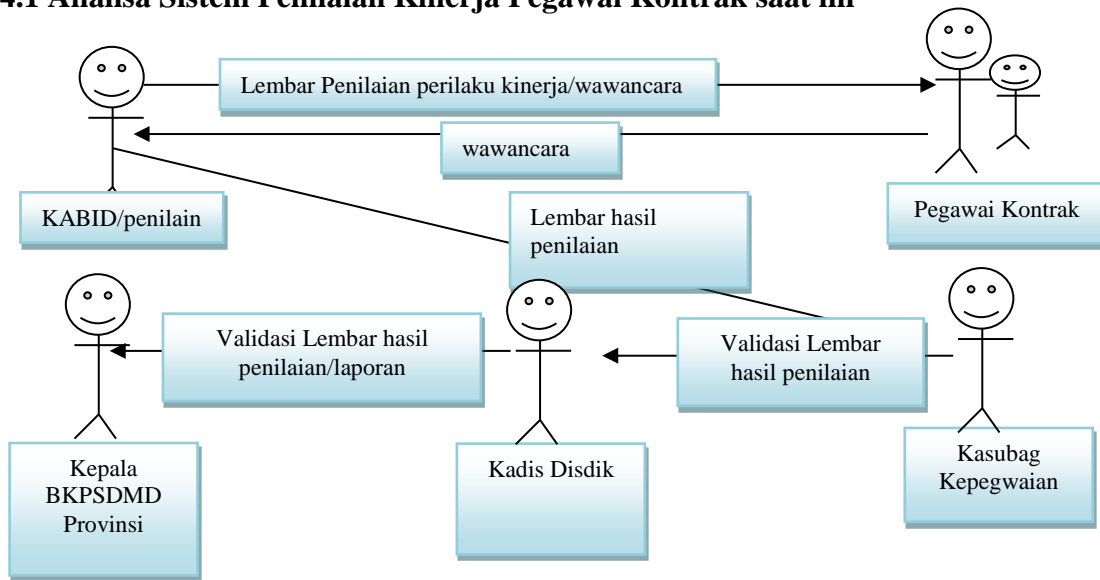 4.1 Analisa Sistem Penilaian Kinerja Pegawai Kontrak saat ini
Lembar Penilaian perilaku kinerja/wawancara
wawancara
KABID/penilain
Lembar hasil
penilaian
Pegawai Kontrak
Validasi Lembar hasil
penilaian/laporan
Validasi Lembar
hasil penilaian
Kepala
BKPSDMD
Provinsi
Kadis Disdik
Kasubag
Kepegwaian